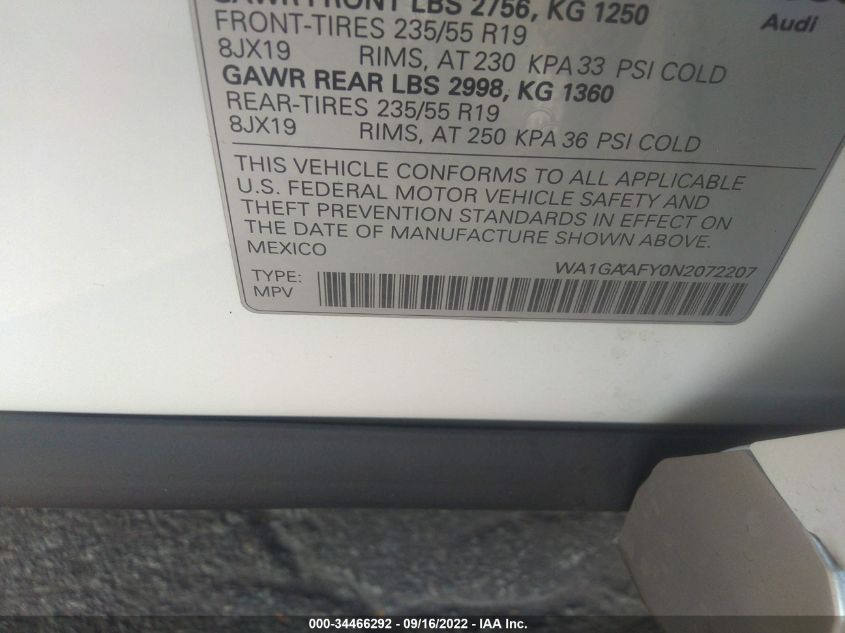 GAWR FRONT LBS 2756, KG 1250
Audi
FRONT-TIRES 235/55 R19
8JX19 RIMS, AT 230 KPA 33 PSI COLD
GAWR REAR LBS 2998, KG 1360
REAR-TIRES 235/55 R19
8JX19 RIMS, AT 250 KPA 36 PSI COLD
THIS VEHICLE CONFORMS TO ALL APPLICABLE
U.S. FEDERAL MOTOR VEHICLE SAFETY AND
THEFT PREVENTION STANDARDS IN EFFECT ON
THE DATE OF MANUFACTURE SHOWN ABOVE.
MEXICO
WA1GAAFY0N2072207
TYPE:
MPV
000-34466292 - 09/16/2022 - IAA Inc.